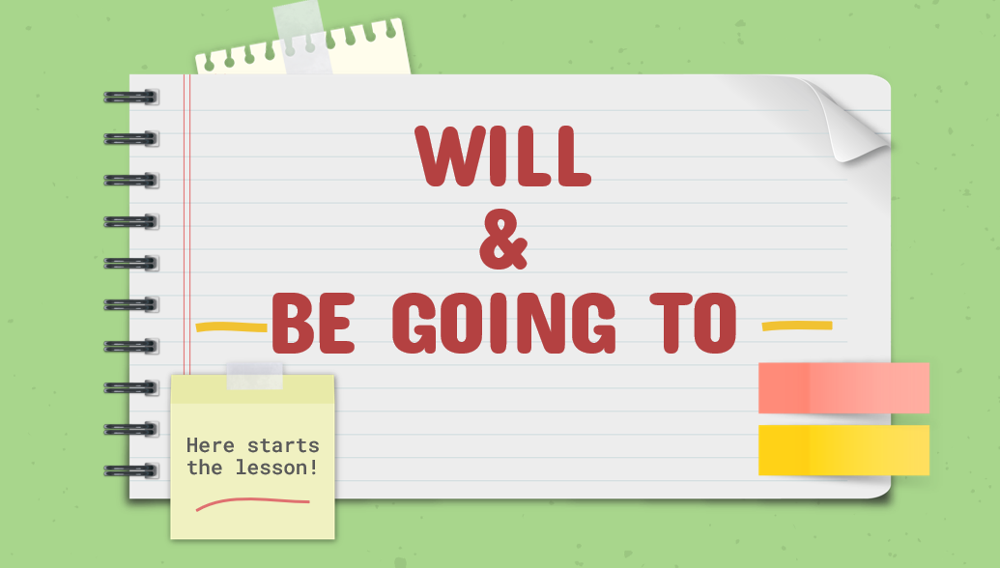 WILL
&
BE GOING TO
Here starts
the lesson!